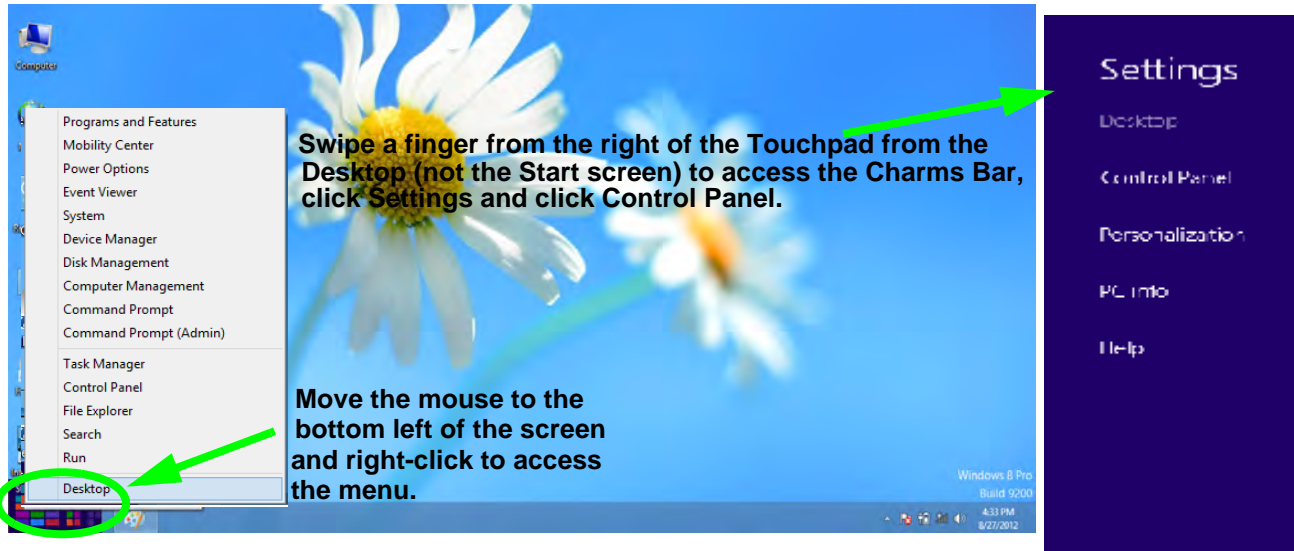 Computer
Programs and Features
Mobility Center
Power Options
Event Viewer
System
Device Manager
Disk Management
Computer Management
Command Prompt
Command Prompt (Admin)
Task Manager
Control Panel
File Explorer
Search
Run
Desktop
Swipe a finger from the right of the Touchpad from the
Desktop (not the Start screen) to access the Charms Bar,
click Settings and click Control Panel.
Move the mouse to the
bottom left of the screen
and right-click to access
the menu.
Windows 8 Pro
Build 9200
4:33 PM
8/27/2012
Settings
Desktop
Control Panel
Personalization
PC info
Help